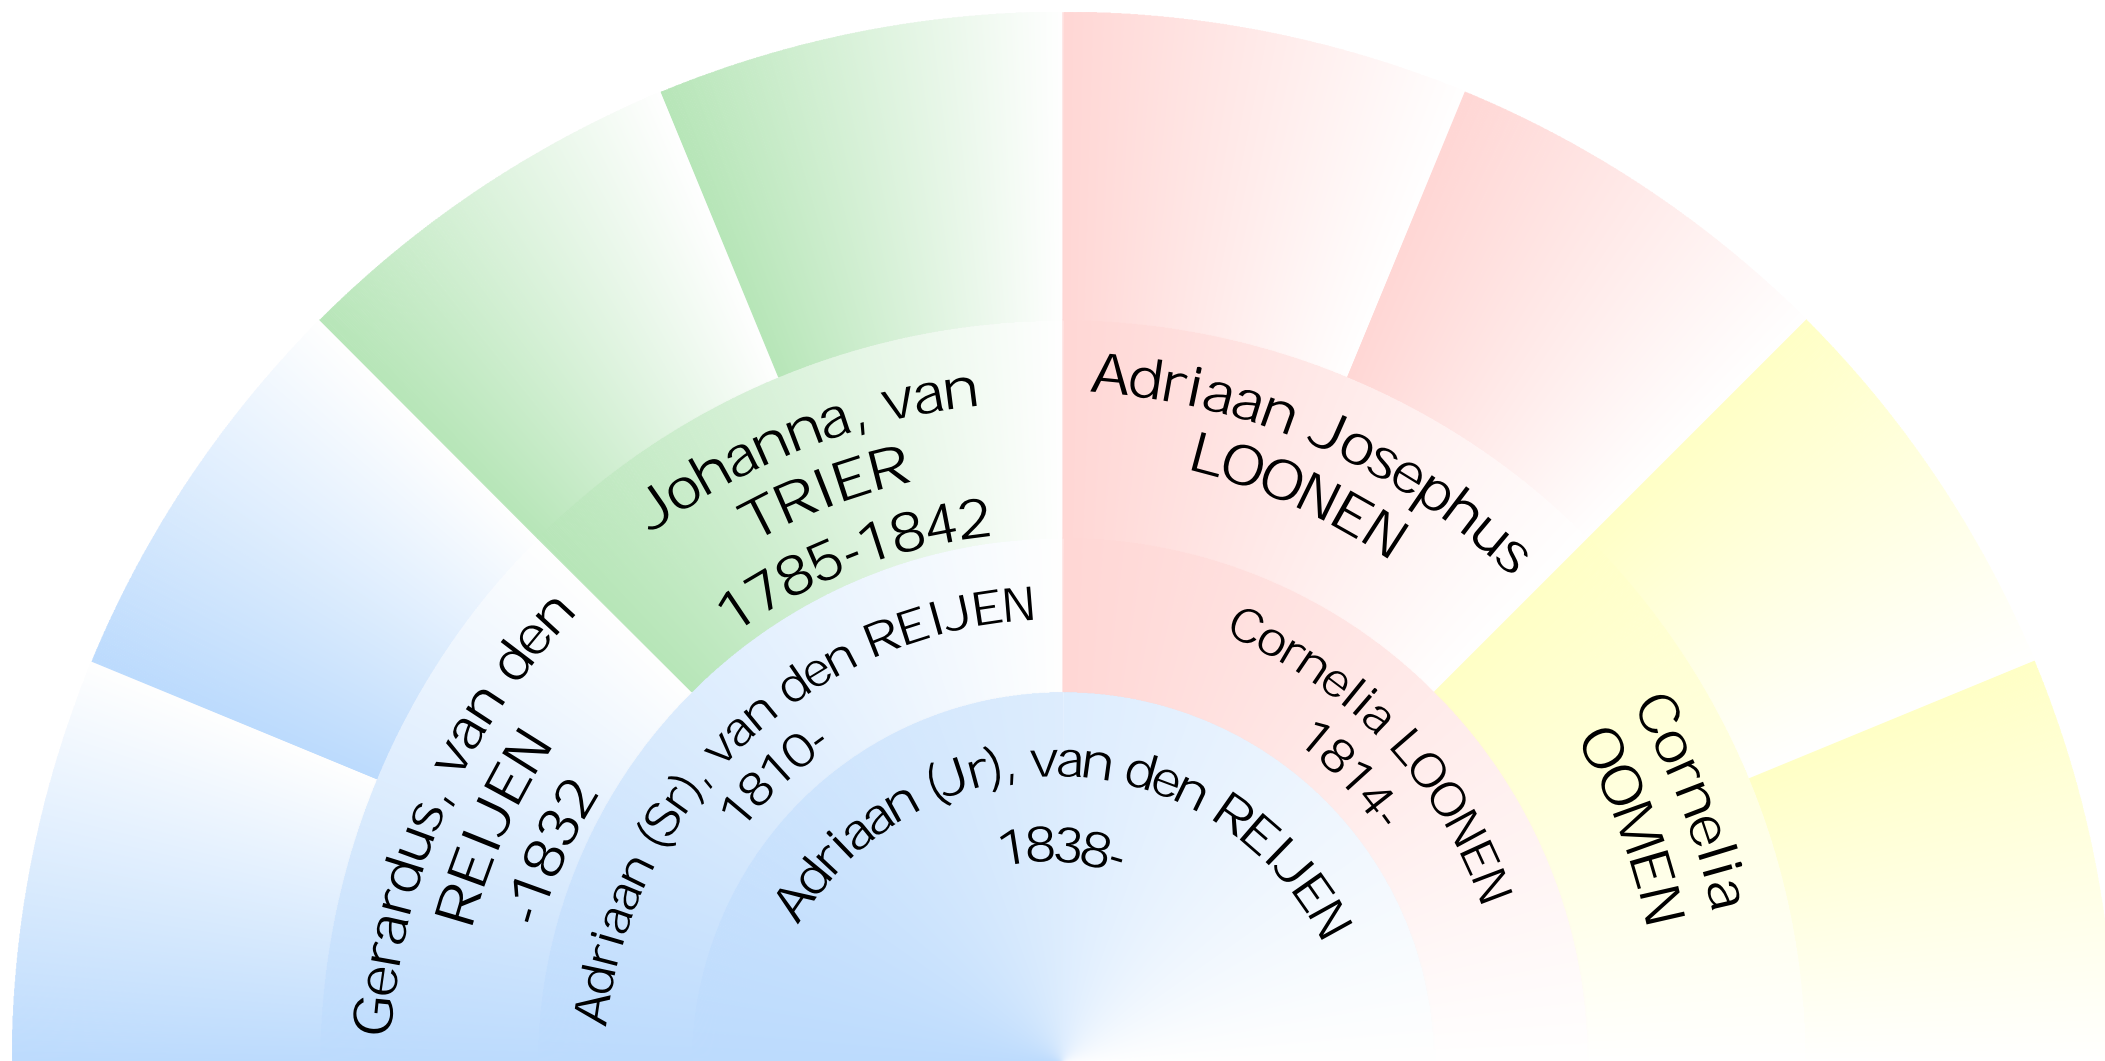 Gerardus, van den
REIJEN
-1832
Johanna, van
TRIER
1785-1842
Adriaan Josephus
LOONEN
Cornelia
OOMEN
Adriaan (Sr), van den REIJEN
1810-
Cornelia LOONEN
1814-
Adriaan (Jr), van den REIJEN
1838-